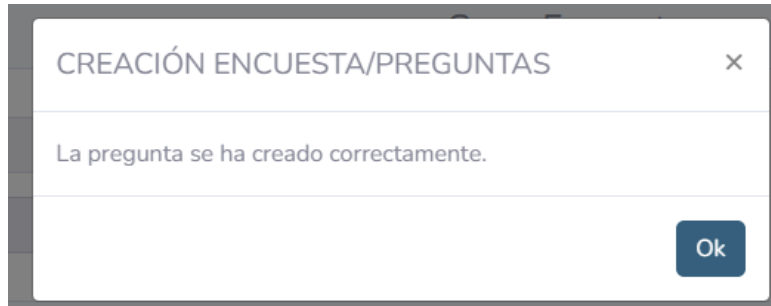 CREACIÓN ENCUESTA/PREGUNTAS ×
La pregunta se ha creado correctamente.
Ok